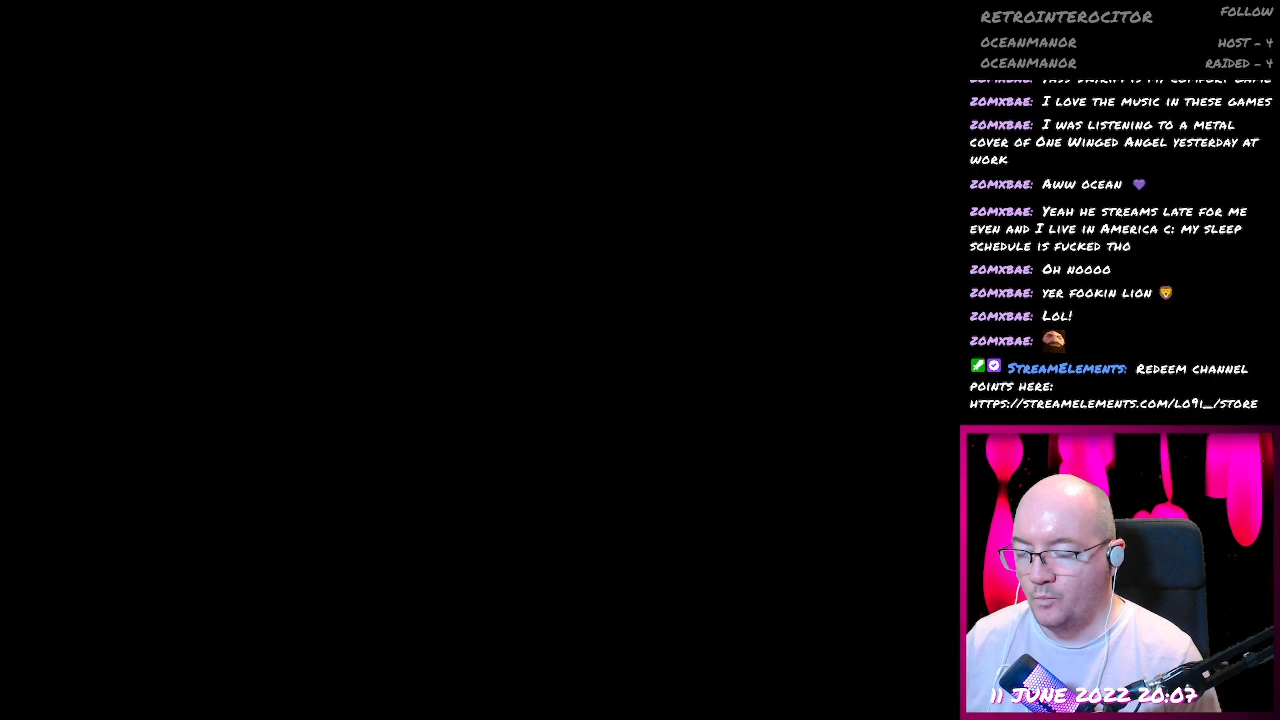 RETROINTEROCITOR FOLLOW
OCEANMANOR HOST - 4
OCEANMANOR RAIDED - 4
ZOMXBAE: I LOVE THE MUSIC IN THESE GAMES
ZOMXBAE: I WAS LISTENING TO A METAL
COVER OF ONE WINGED ANGEL YESTERDAY AT
WORK
ZOMXBAE: AWW OCEAN 💜
ZOMXBAE: YEAH HE STREAMS LATE FOR ME
EVEN AND I LIVE IN AMERICA C: MY SLEEP
SCHEDULE IS FUCKED THO
ZOMXBAE: OH NOOOO
ZOMXBAE: YER FOOKIN LION 🦁
ZOMXBAE: LOL!
ZOMXBAE:
STREAMELEMENTS: REDEEM CHANNEL
POINTS HERE:
HTTPS://STREAMELEMENTS.COM/LO91_/STORE
11 JUNE 2022 20:07